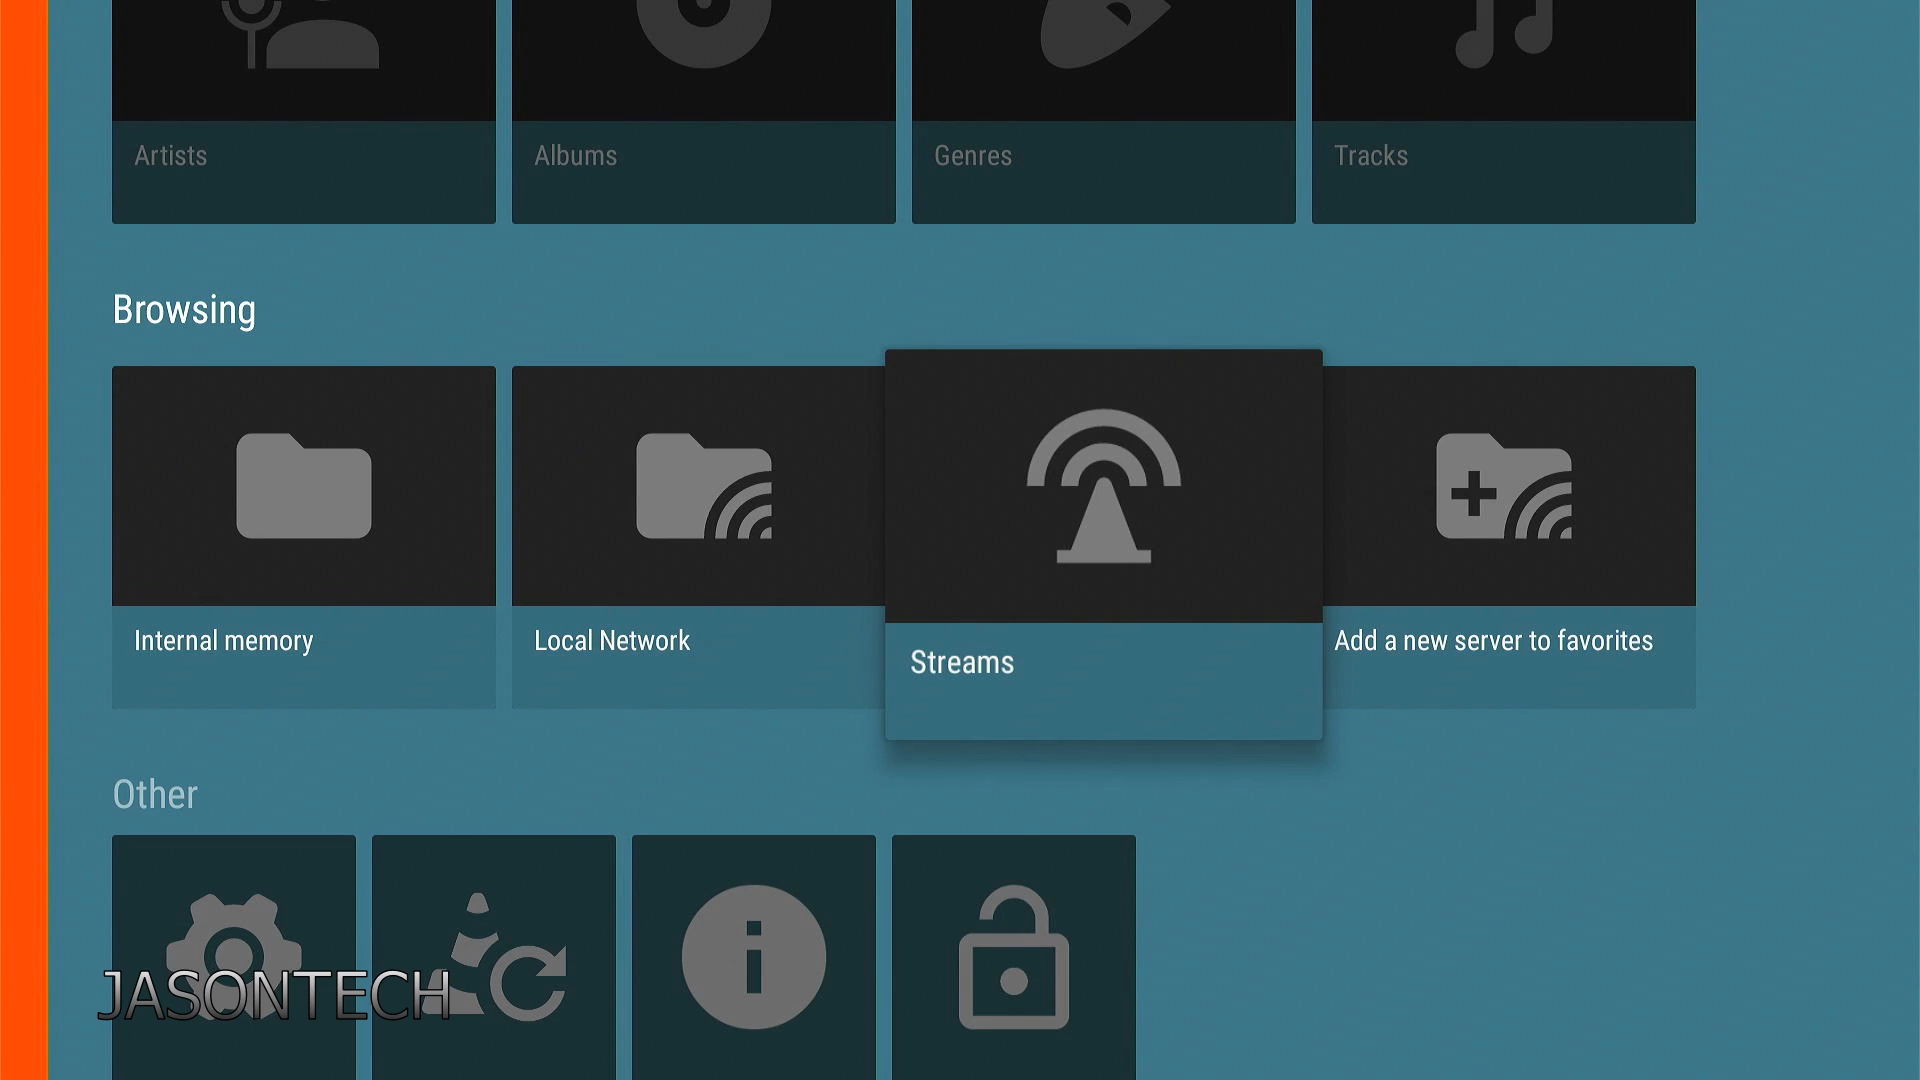 Artists
Albums
Genres
Tracks
Browsing
Internal memory
Local Network
Streams
Add a new server to favorites
Other
JASONTECH